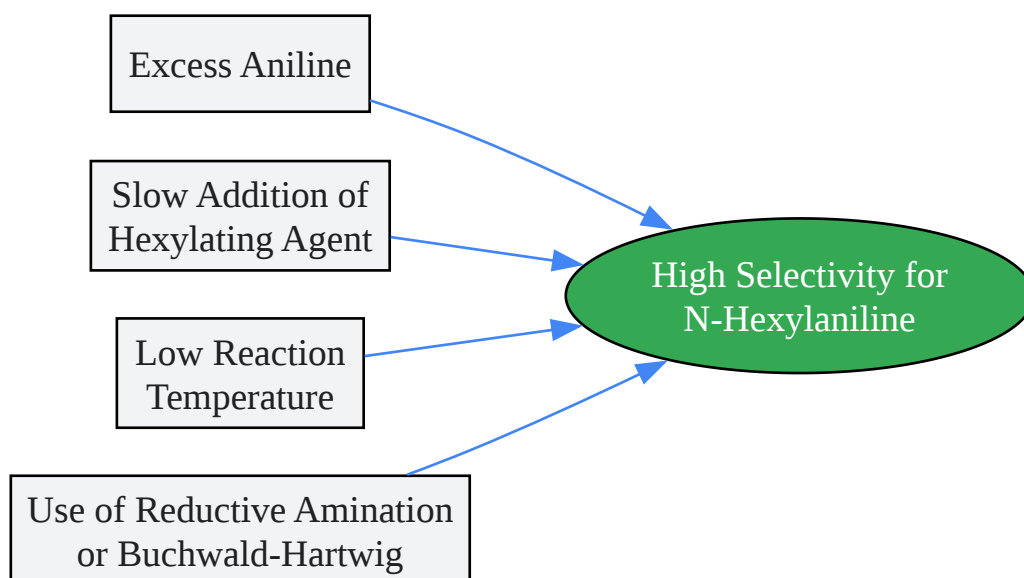 Excess Aniline
Slow Addition of
Hexylating Agent
High Selectivity for
N-Hexylaniline
Low Reaction
Temperature
Use of Reductive Amination
or Buchwald-Hartwig